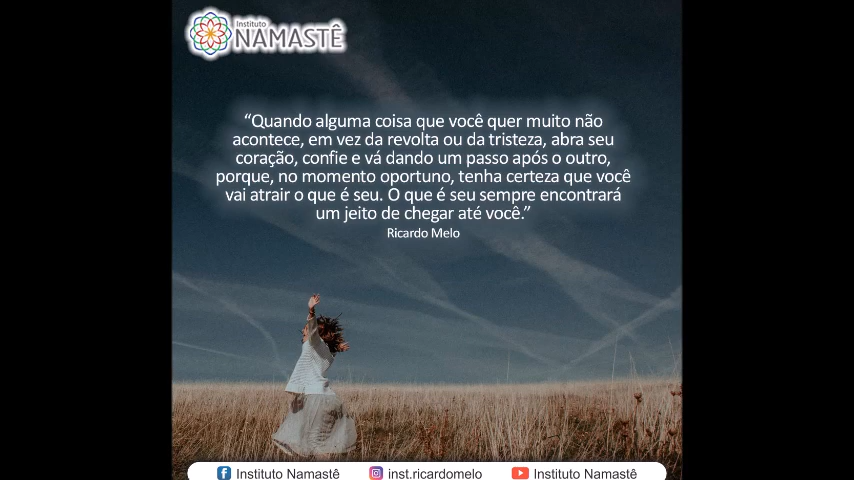 Instituto
NAMASTÊ
“Quando alguma coisa que você quer muito não
acontece, em vez da revolta ou da tristeza, abra seu
coração, confie e vá dando um passo após o outro,
porque, no momento oportuno, tenha certeza que você
vai atrair o que é seu. O que é seu sempre encontrará
um jeito de chegar até você.”
Ricardo Melo
Instituto Namastê inst.ricardomelo Instituto Namastê